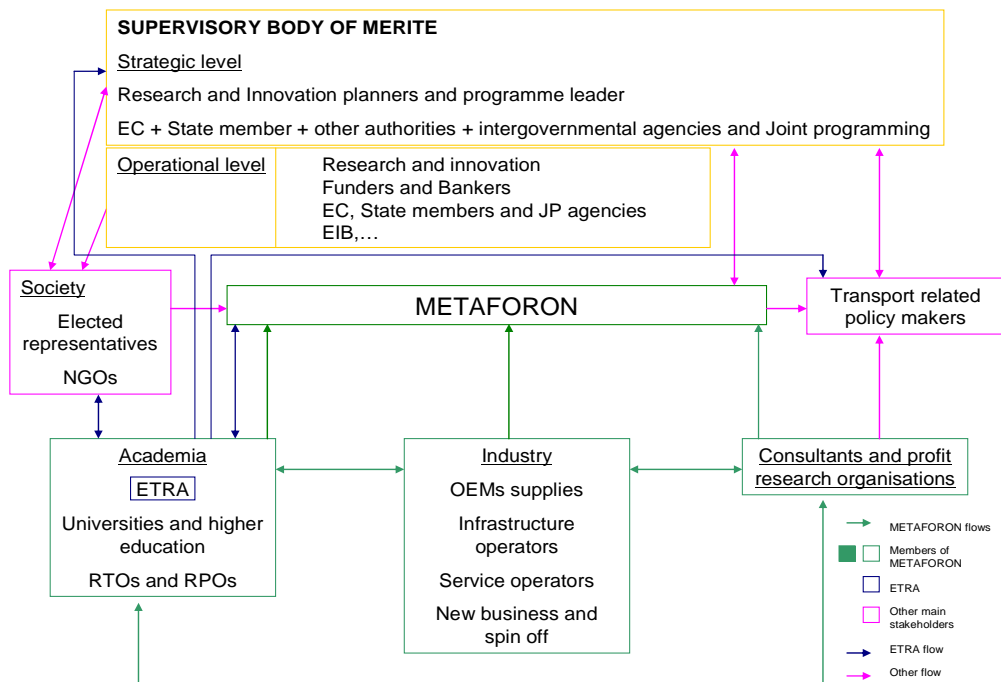 SUPERVISORY BODY OF MERITE
Strategic level
Research and Innovation planners and programme leader
EC + State member + other authorities + intergovernmental agencies and Joint programming
Operational level
Research and innovation
Funders and Bankers
EC, State members and JP agencies
EIB,…
Society
Elected
representatives
NGOs
METAFORON
Transport related
policy makers
Academia
ETRA
Universities and higher
education
RTOs and RPOs
Industry
OEMs supplies
Infrastructure
operators
Service operators
New business and
spin off
Consultants and profit
research organisations
METAFORON flows
Members of
METAFORON
ETRA
Other main
stakeholders
ETRA flow
Other flow